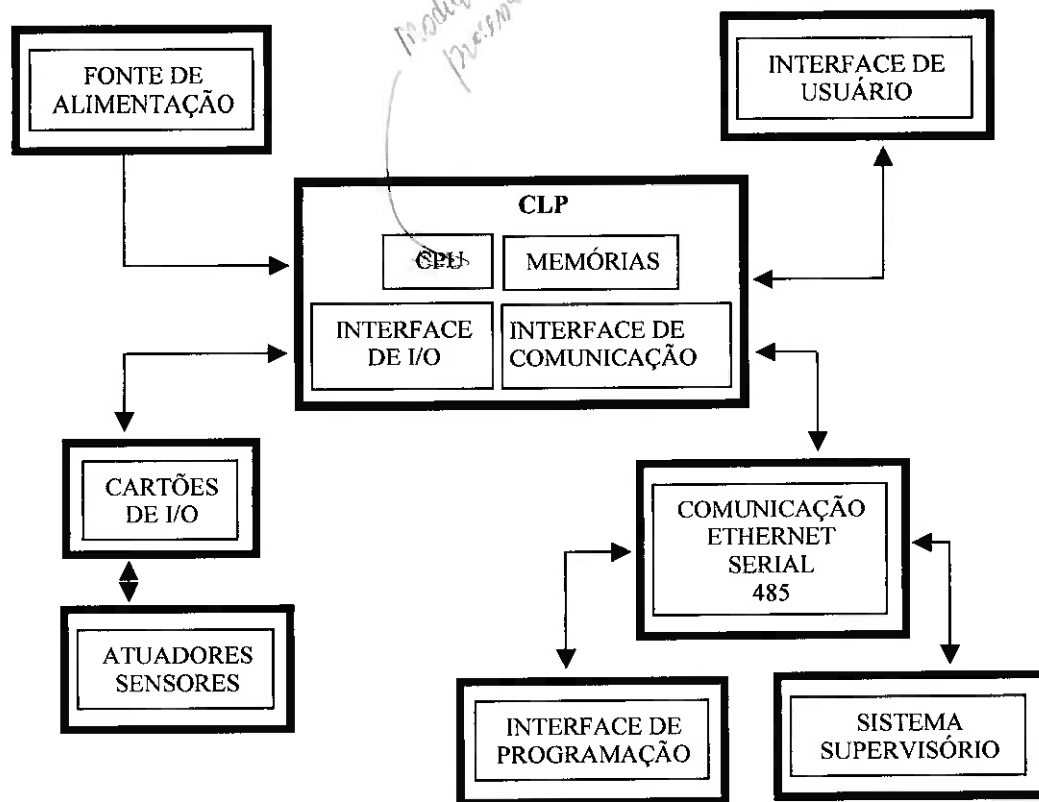 FONTE DE
ALIMENTAÇÃO
INTERFACE DE
USUÁRIO
CLP
CPU
MEMÓRIAS
INTERFACE
DE I/O
INTERFACE DE
COMUNICAÇÃO
CARTÕES
DE I/O
COMUNICAÇÃO
ETHERNET
SERIAL
485
ATUADORES
SENSORES
INTERFACE DE
PROGRAMAÇÃO
SISTEMA
SUPERVISÓRIO